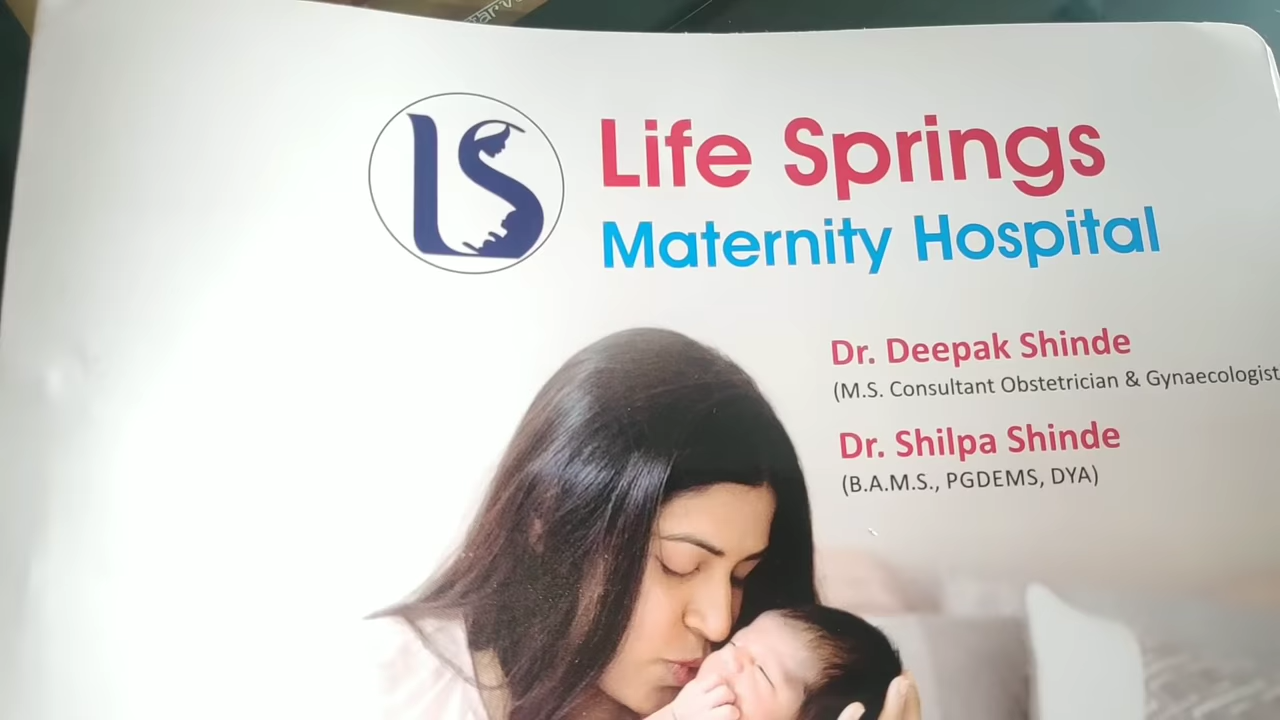 LS
Life Springs
Maternity Hospital
Dr. Deepak Shinde
(M.S. Consultant Obstetrician & Gynaecologist
Dr. Shilpa Shinde
(B.A.M.S., PGDEMS, DYA)